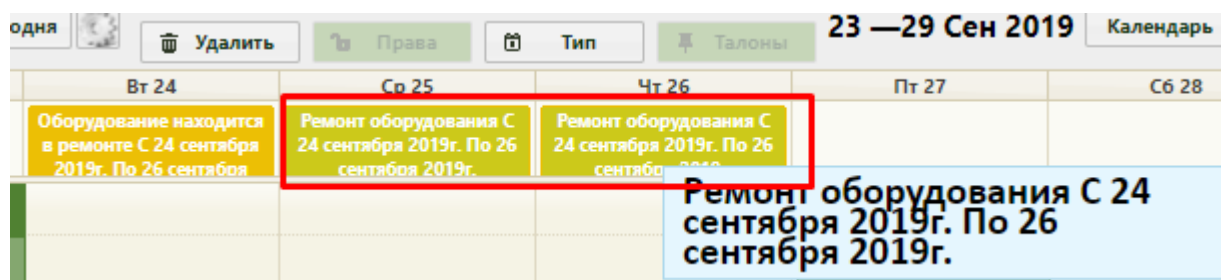 одня Удалить Права Тип Талоны 23 —29 Сен 2019 Календарь
Вт 24 Ср 25 Чт 26 Пт 27 Сб 28
Оборудование находится
в ремонте С 24 сентября
2019г. По 26 сентября
Ремонт оборудования С
24 сентября 2019г. По 26
сентября 2019г.
Ремонт оборудования С
24 сентября 2019г. По 26
Ремонт оборудования С 24
сентября 2019г. По 26
сентября 2019г.